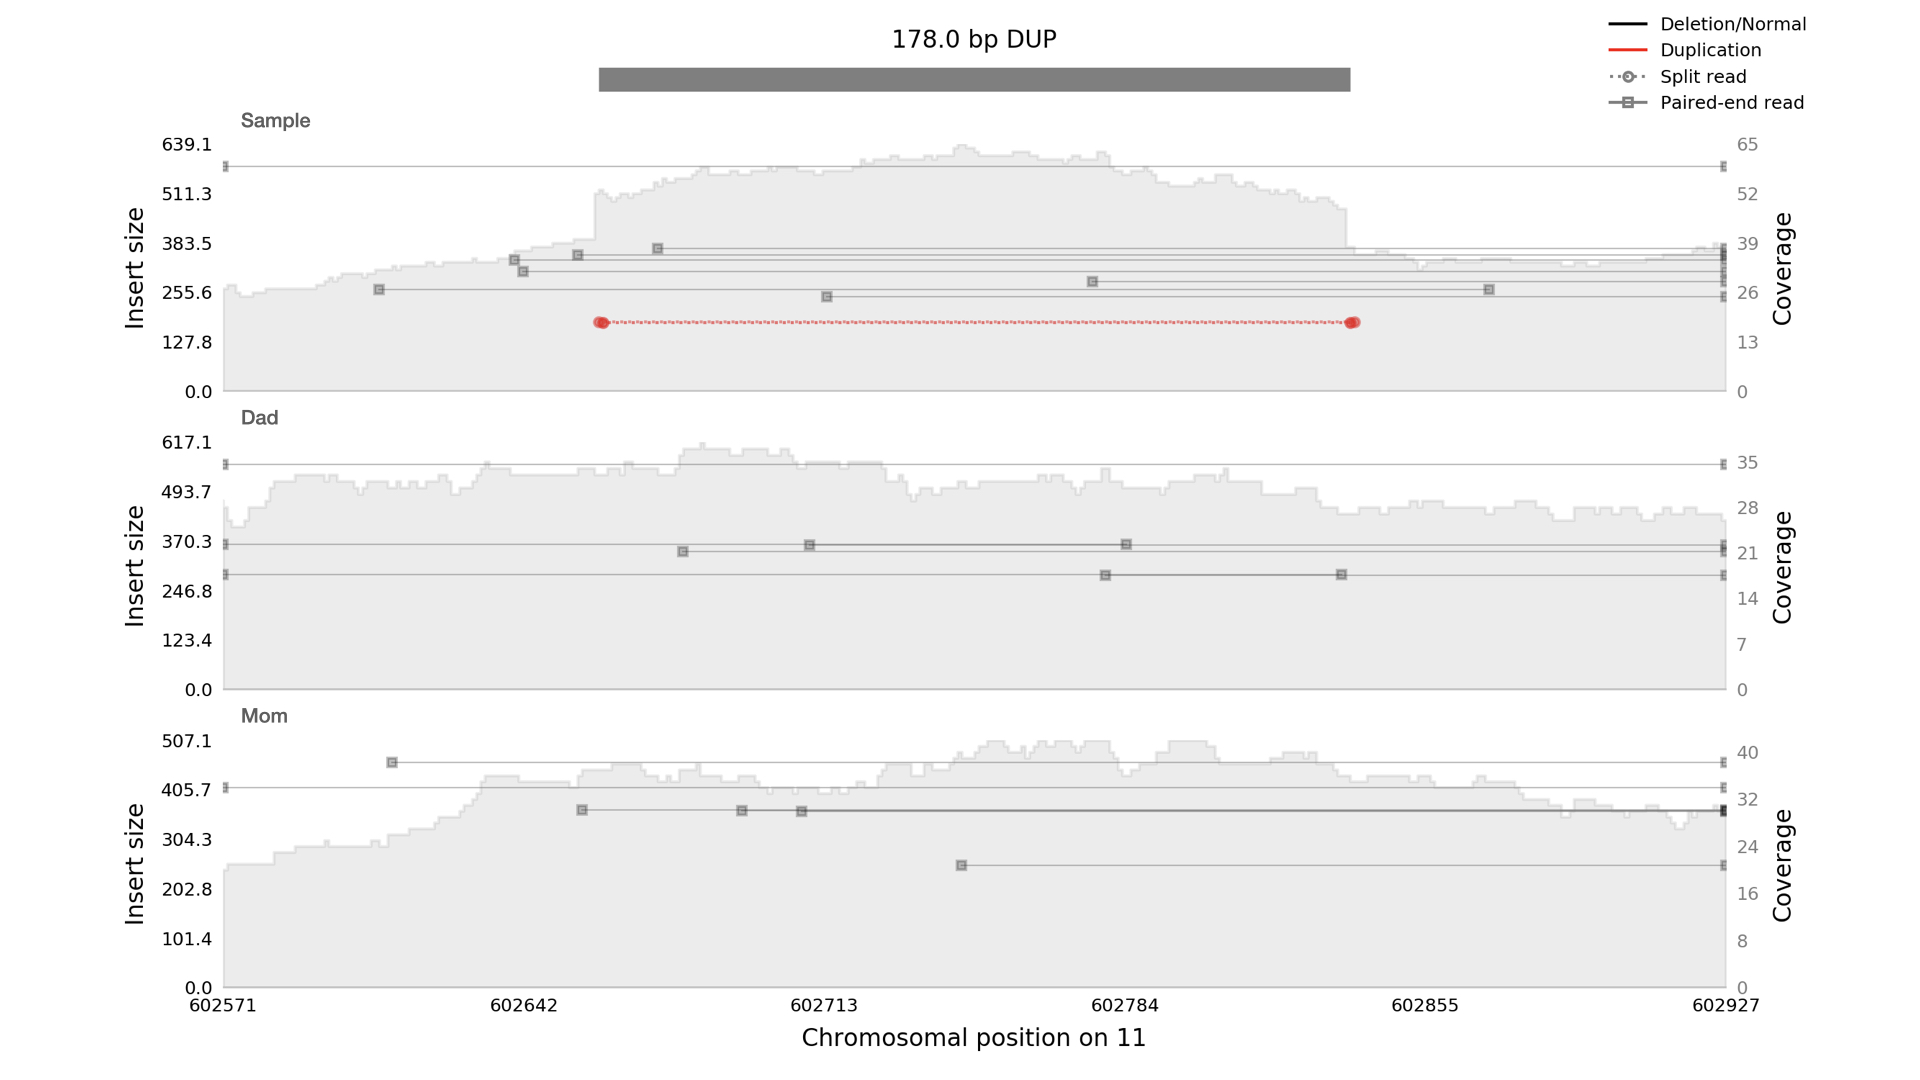 178.0 bp DUP
Deletion/Normal
Duplication
Split read
Paired-end read
Sample
639.1
511.3
383.5
255.6
127.8
0.0
Insert size
65
52
39
26
13
0
Coverage
Dad
617.1
493.7
370.3
246.8
123.4
0.0
Insert size
35
28
21
14
7
0
Coverage
Mom
507.1
405.7
304.3
202.8
101.4
0.0
Insert size
40
32
24
16
8
0
Coverage
602571 602642 602713 602784 602855 602927
Chromosomal position on 11